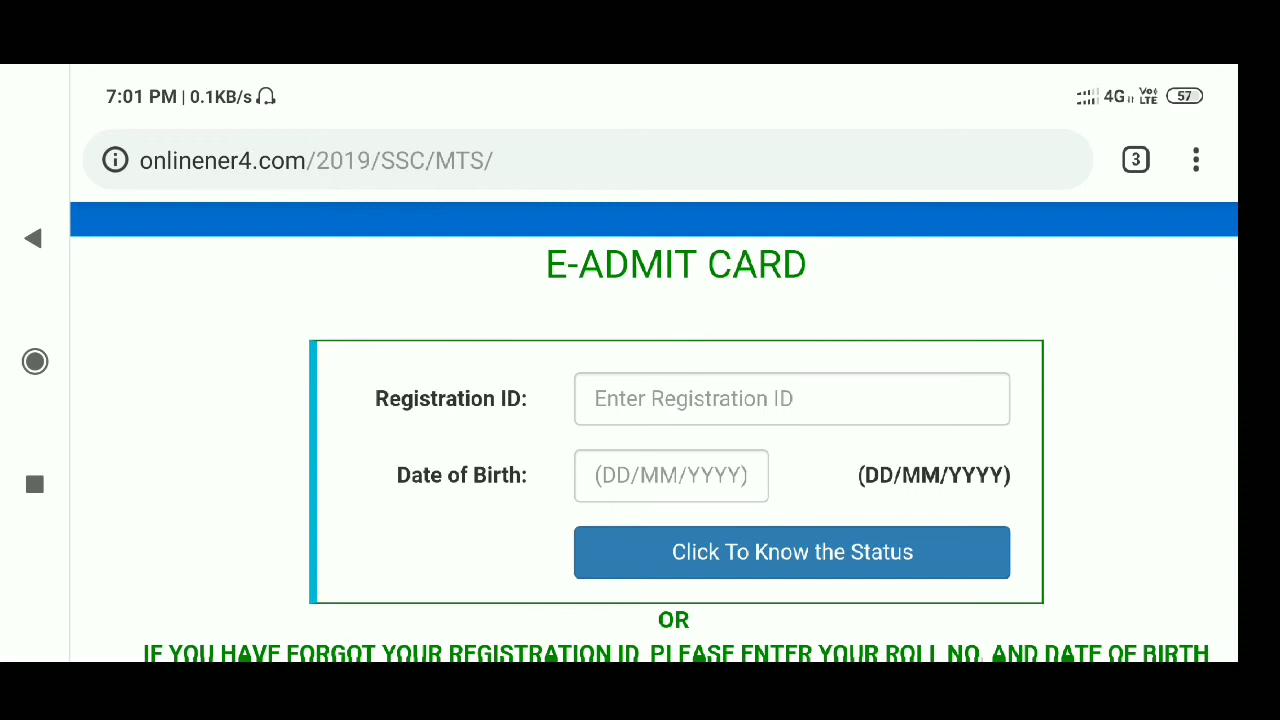 7:01 PM | 0.1KB/s
4G Vo LTE 57
onlinener4.com/2019/SSC/MTS/
3
E-ADMIT CARD
Registration ID: Enter Registration ID
Date of Birth: (DD/MM/YYYY) (DD/MM/YYYY)
Click To Know the Status
OR
IF YOU HAVE FORGOT YOUR REGISTRATION ID, PLEASE ENTER YOUR ROLL NO. AND DATE OF BIRTH